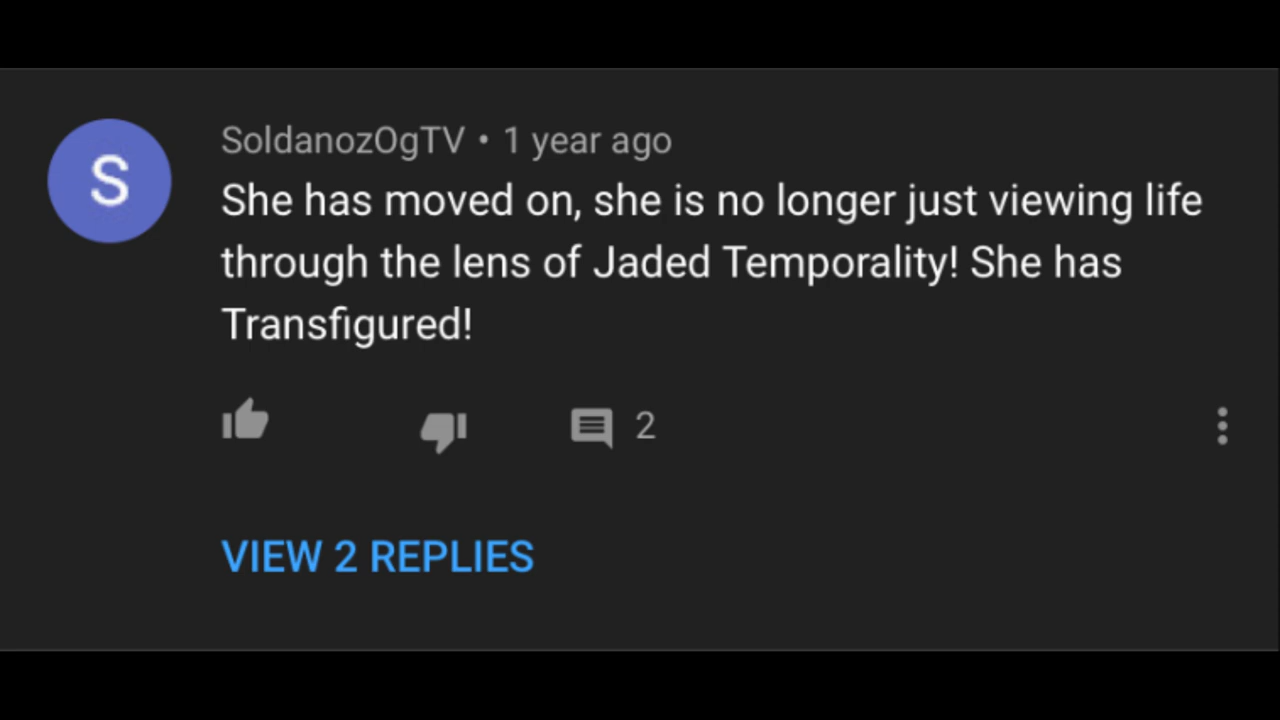 S
SoldanozOgTV • 1 year ago
She has moved on, she is no longer just viewing life
through the lens of Jaded Temporality! She has
Transfigured!
2
VIEW 2 REPLIES